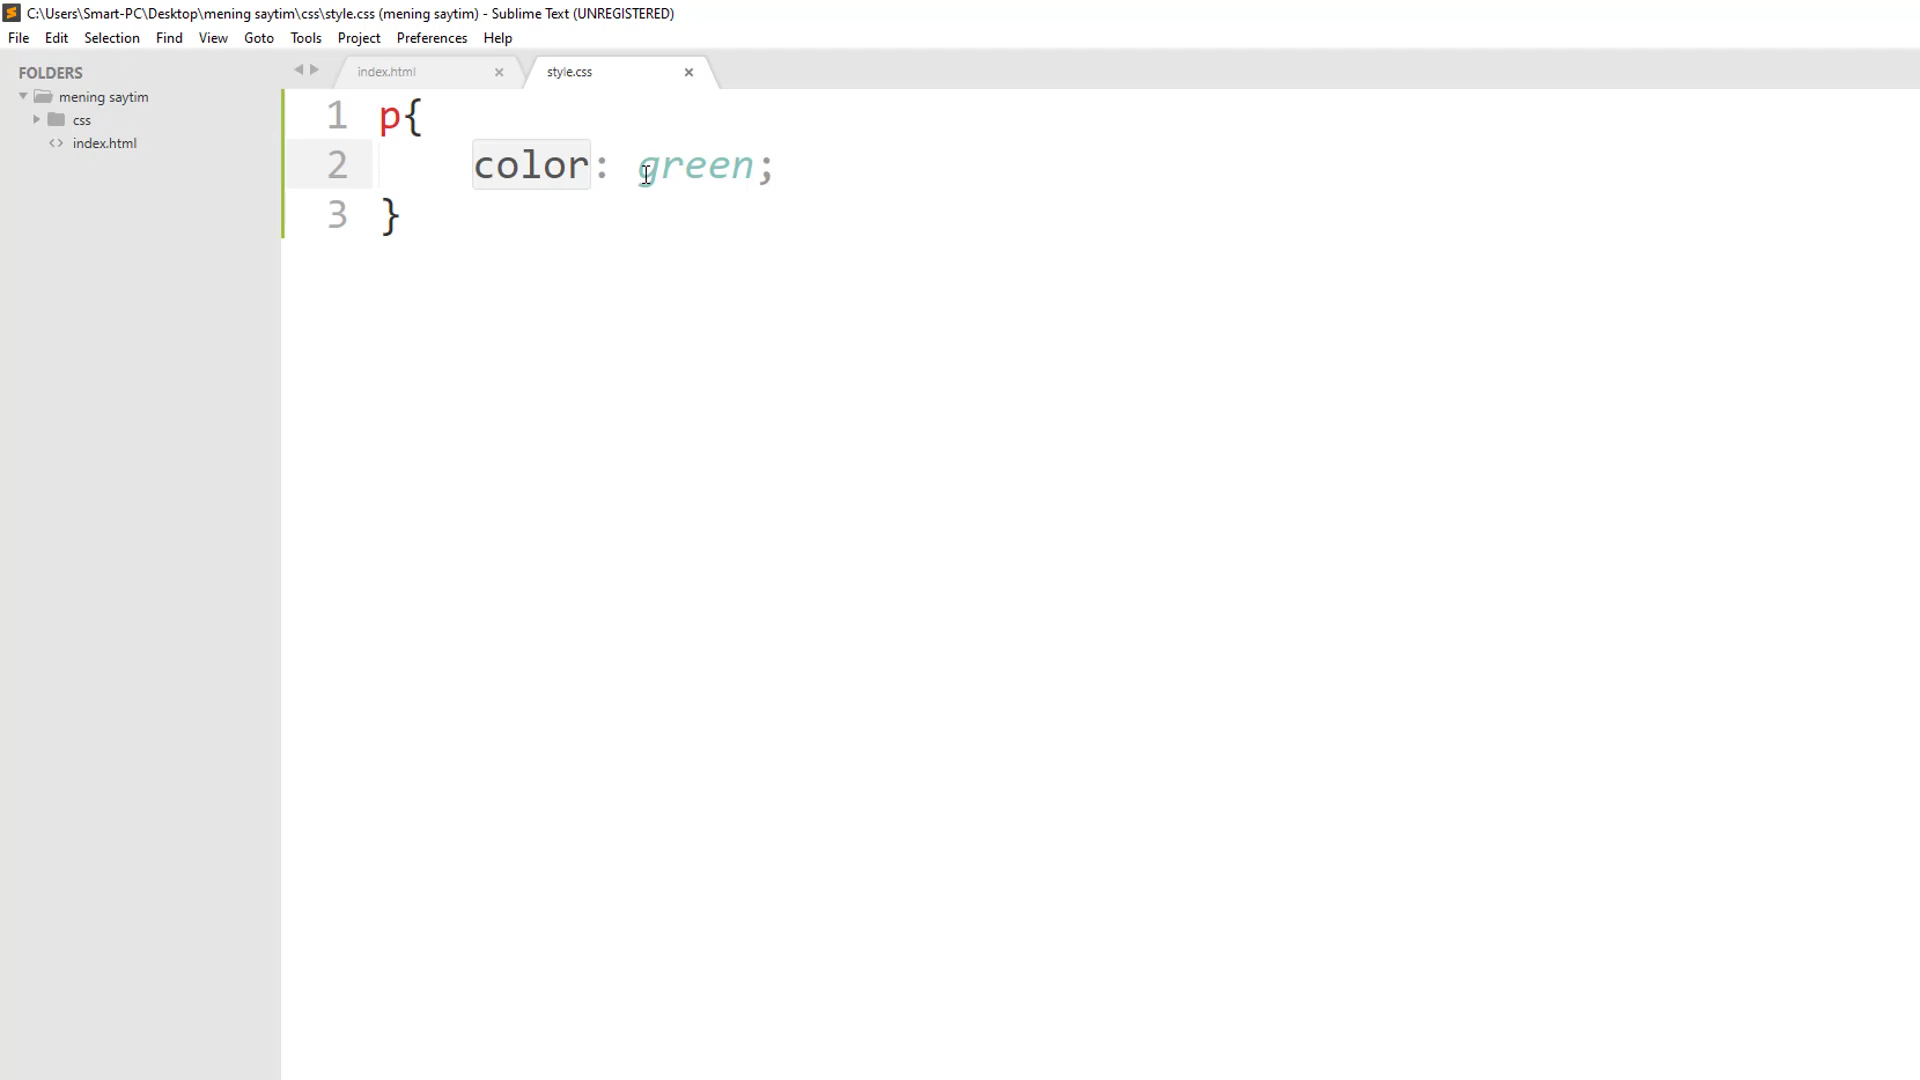 C:\Users\Smart-PC\Desktop\mening saytim\css\style.css (mening saytim) - Sublime Text (UNREGISTERED)
File Edit Selection Find View Goto Tools Project Preferences Help
FOLDERS
mening saytim
css
index.html
index.html style.css
1 p{
2 color: green;
3 }